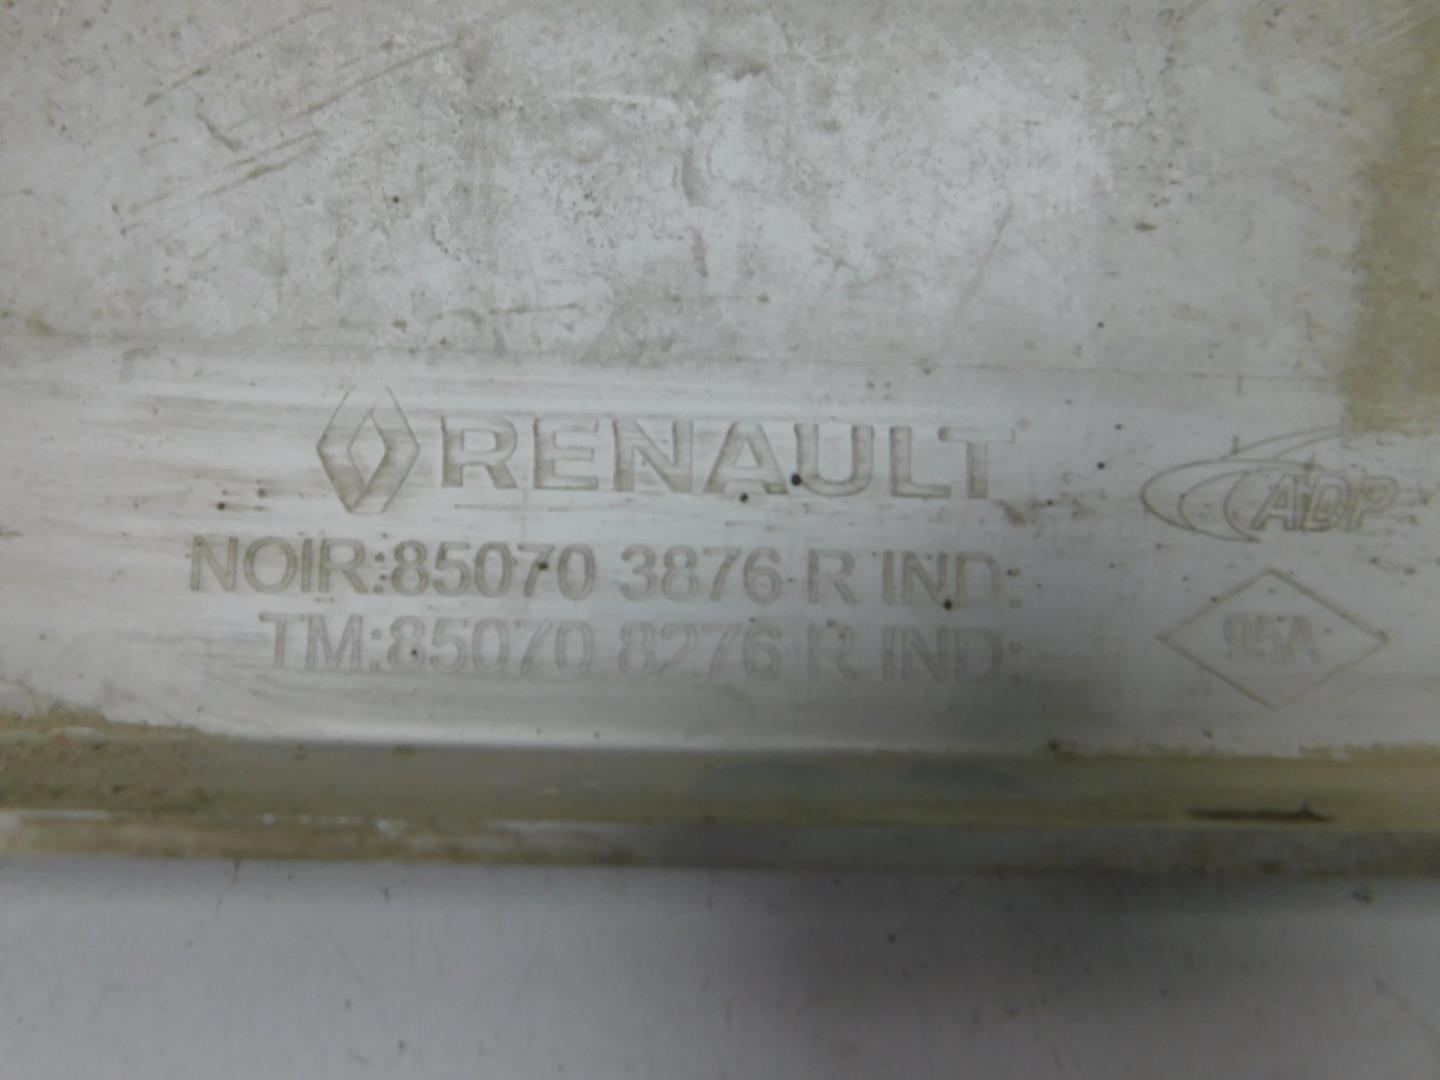 RENAULT
ADP
NOIR:85070 3876 R IND:
TM:85070 8276 R IND:
95A